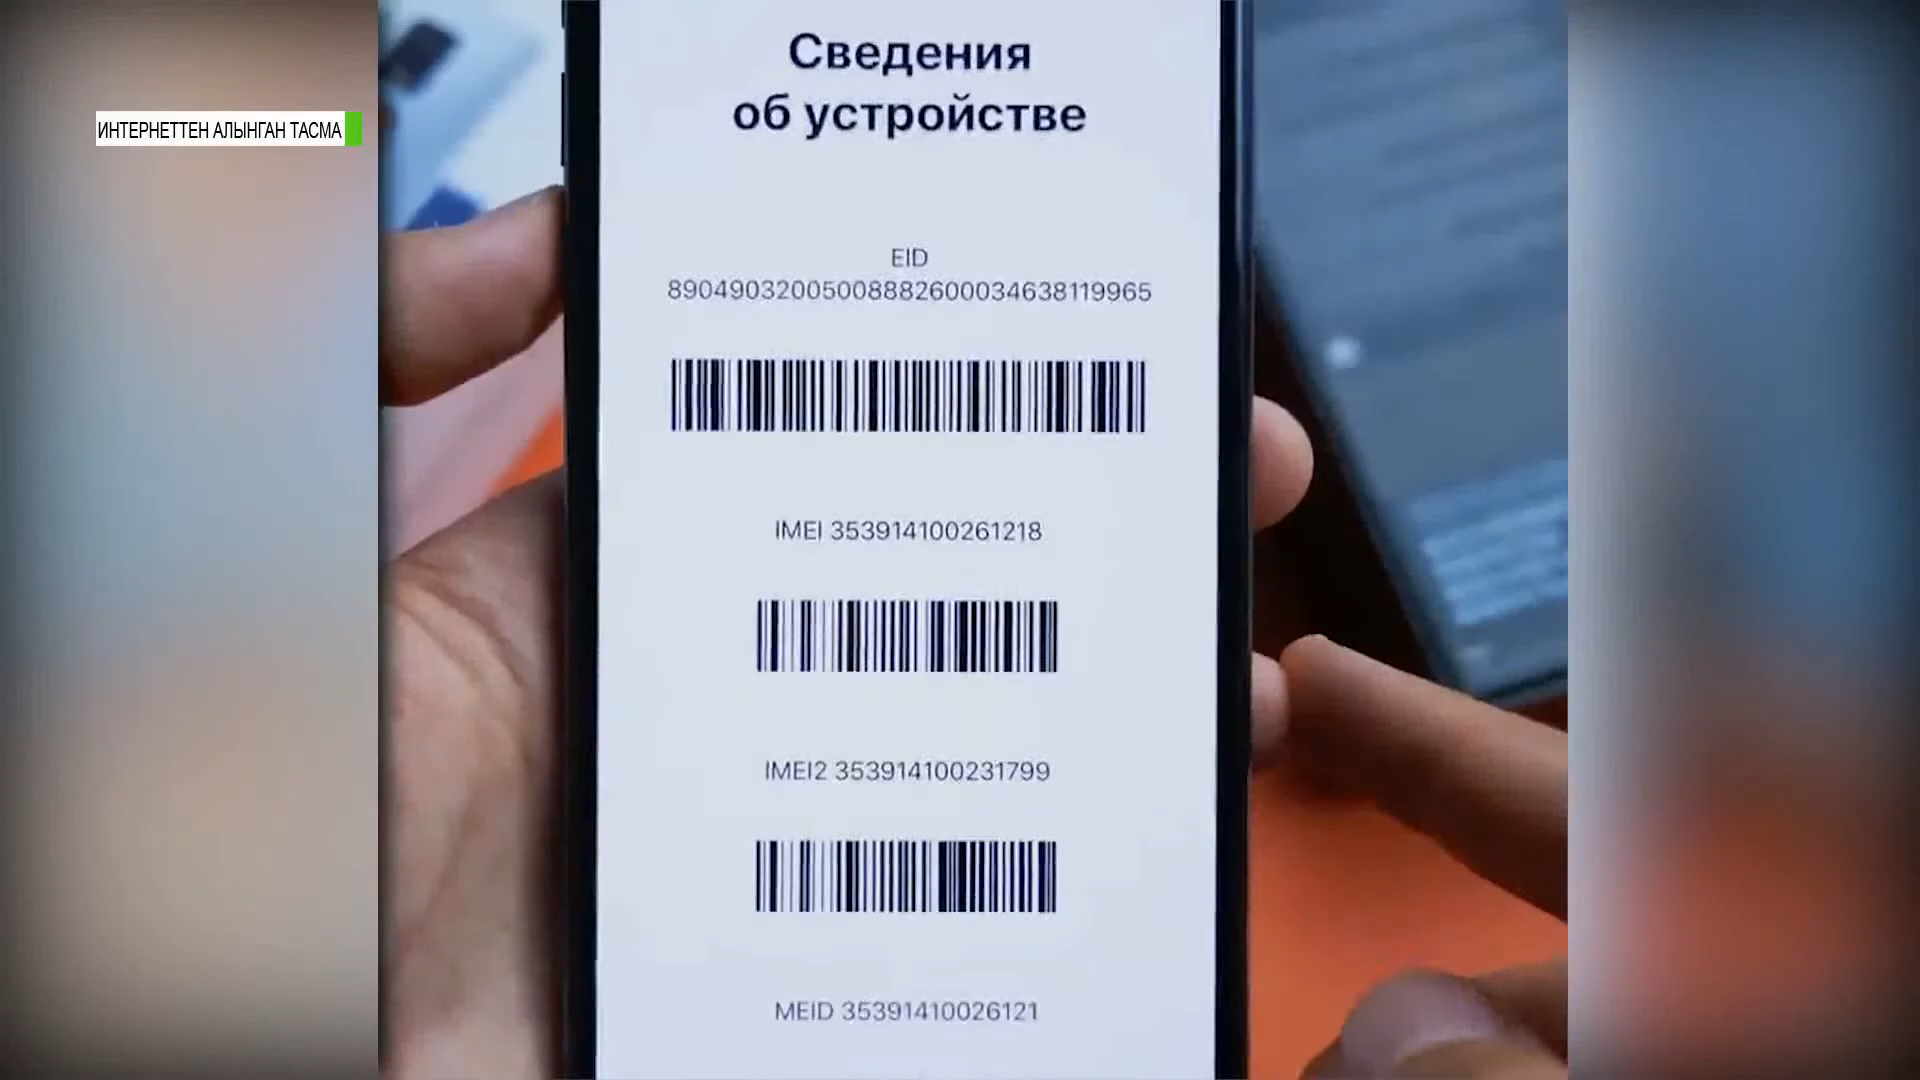 ИНТЕРНЕТТЕН АЛЫНГАН ТАСМА
Сведения
об устройстве
EID
89049032005008882600034638119965
IMEI 353914100261218
IMEI2 353914100231799
MEID 35391410026121